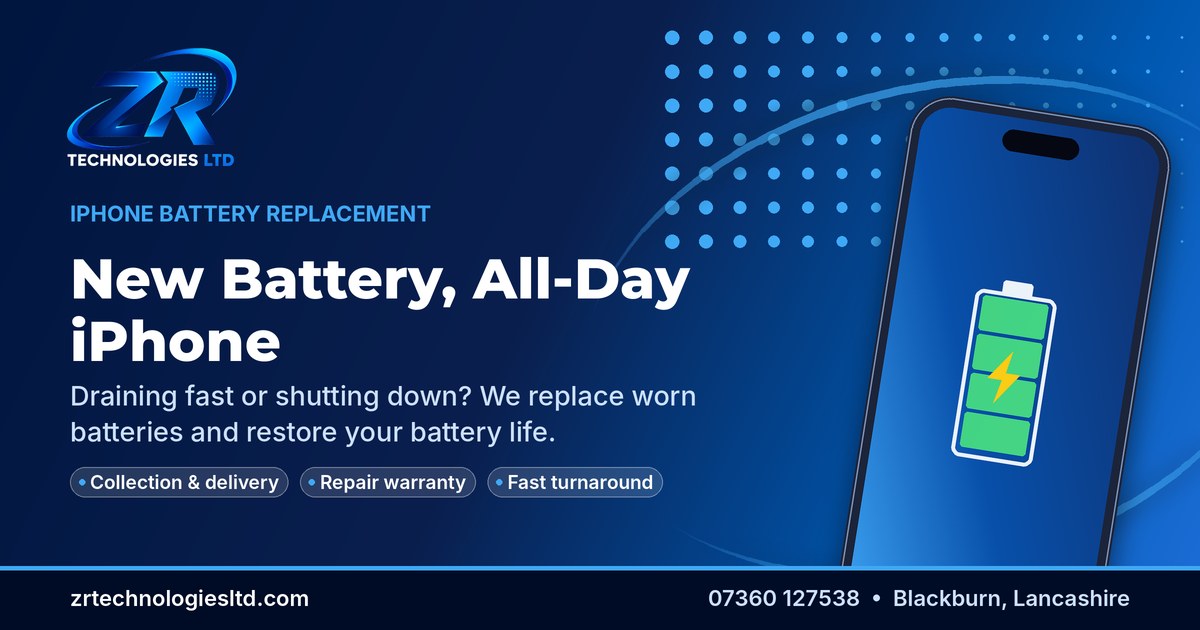 ZR
TECHNOLOGIES LTD
IPHONE BATTERY REPLACEMENT
New Battery, All-Day
iPhone
Draining fast or shutting down? We replace worn
batteries and restore your battery life.
• Collection & delivery • Repair warranty • Fast turnaround
zrtechnologiesltd.com 07360 127538 • Blackburn, Lancashire